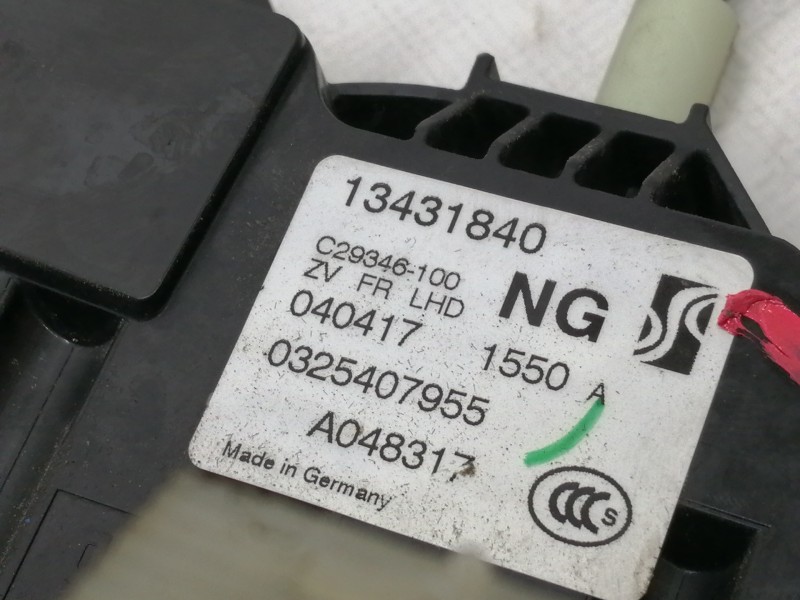 13431840
C29346-100
ZV FR LHD
NG
040417
1550 A
0325407955
A048317
Made in Germany
CCC S